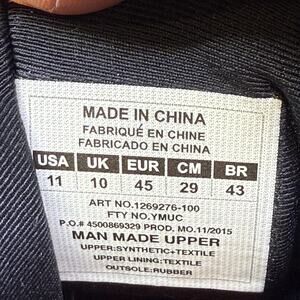 MADE IN CHINA
FABRIQUÉ EN CHINE
FABRICADO EN CHINA
USA UK EUR CM BR
11 10 45 29 43
ART NO.1269276-100
FTY NO.YMUC
P.O.# 4500869329 PROD. MO.11/2015
MAN MADE UPPER
UPPER:SYNTHETIC+TEXTILE
UPPER LINING:TEXTILE
OUTSOLE:RUBBER